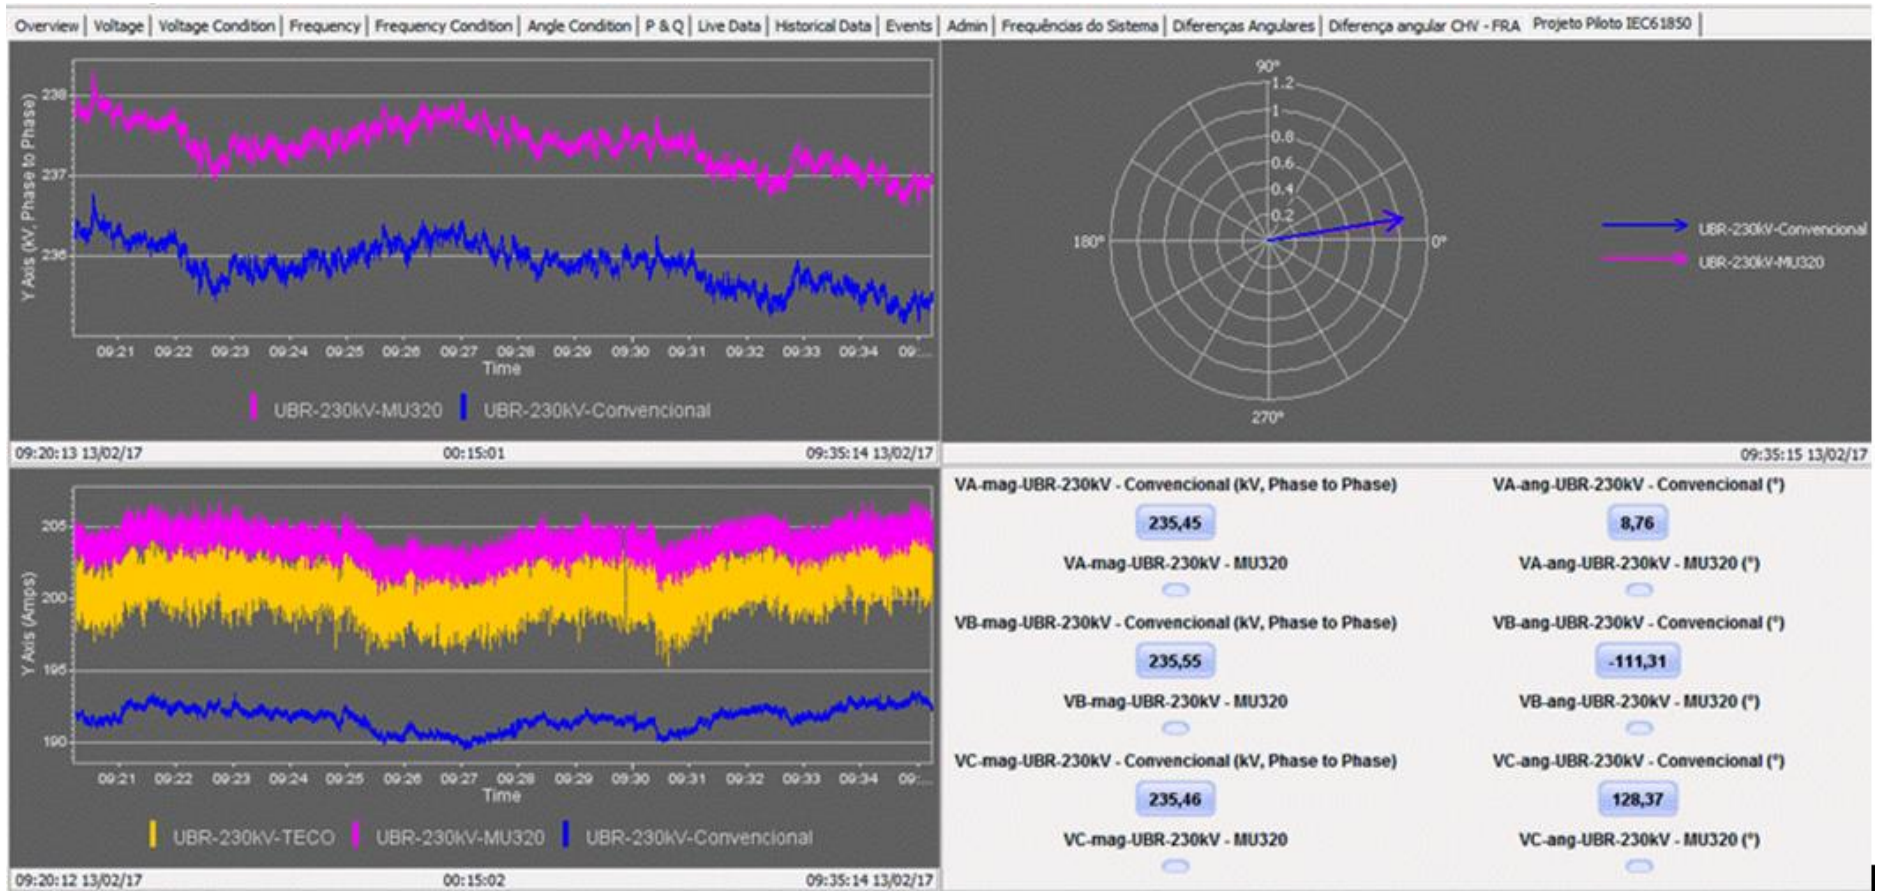 Overview | Voltage | Voltage Condition | Frequency | Frequency Condition | Angle Condition | P & Q | Live Data | Historical Data | Events | Admin | Frequências do Sistema | Diferenças Angulares | Diferença angular CHV - FRA | Projeto Piloto IEC61850
Y Axis (kV, Phase to Phase)
238
237
236
09:21 09:22 09:23 09:24 09:25 09:26 09:27 09:28 09:29 09:30 09:31 09:32 09:33 09:34 09:...
Time
UBR-230kV-MU320 UBR-230kV-Convencional
09:20:13 13/02/17 00:15:01 09:35:14 13/02/17
90°
1.2
1
0.8
0.6
0.4
0.2
180° 0°
270°
UBR-230kV-Convencional
UBR-230kV-MU320
09:35:15 13/02/17
Y Axis (Amps)
205
200
195
190
09:21 09:22 09:23 09:24 09:25 09:26 09:27 09:28 09:29 09:30 09:31 09:32 09:33 09:34 09:...
Time
UBR-230kV-TECO UBR-230kV-MU320 UBR-230kV-Convencional
09:20:12 13/02/17 00:15:02 09:35:14 13/02/17
VA-mag-UBR-230kV - Convencional (kV, Phase to Phase) VA-ang-UBR-230kV - Convencional (°)
235,45 8,76
VA-mag-UBR-230kV - MU320 VA-ang-UBR-230kV - MU320 (°)
VB-mag-UBR-230kV - Convencional (kV, Phase to Phase) VB-ang-UBR-230kV - Convencional (°)
235,55 -111,31
VB-mag-UBR-230kV - MU320 VB-ang-UBR-230kV - MU320 (°)
VC-mag-UBR-230kV - Convencional (kV, Phase to Phase) VC-ang-UBR-230kV - Convencional (°)
235,46 128,37
VC-mag-UBR-230kV - MU320 VC-ang-UBR-230kV - MU320 (°)